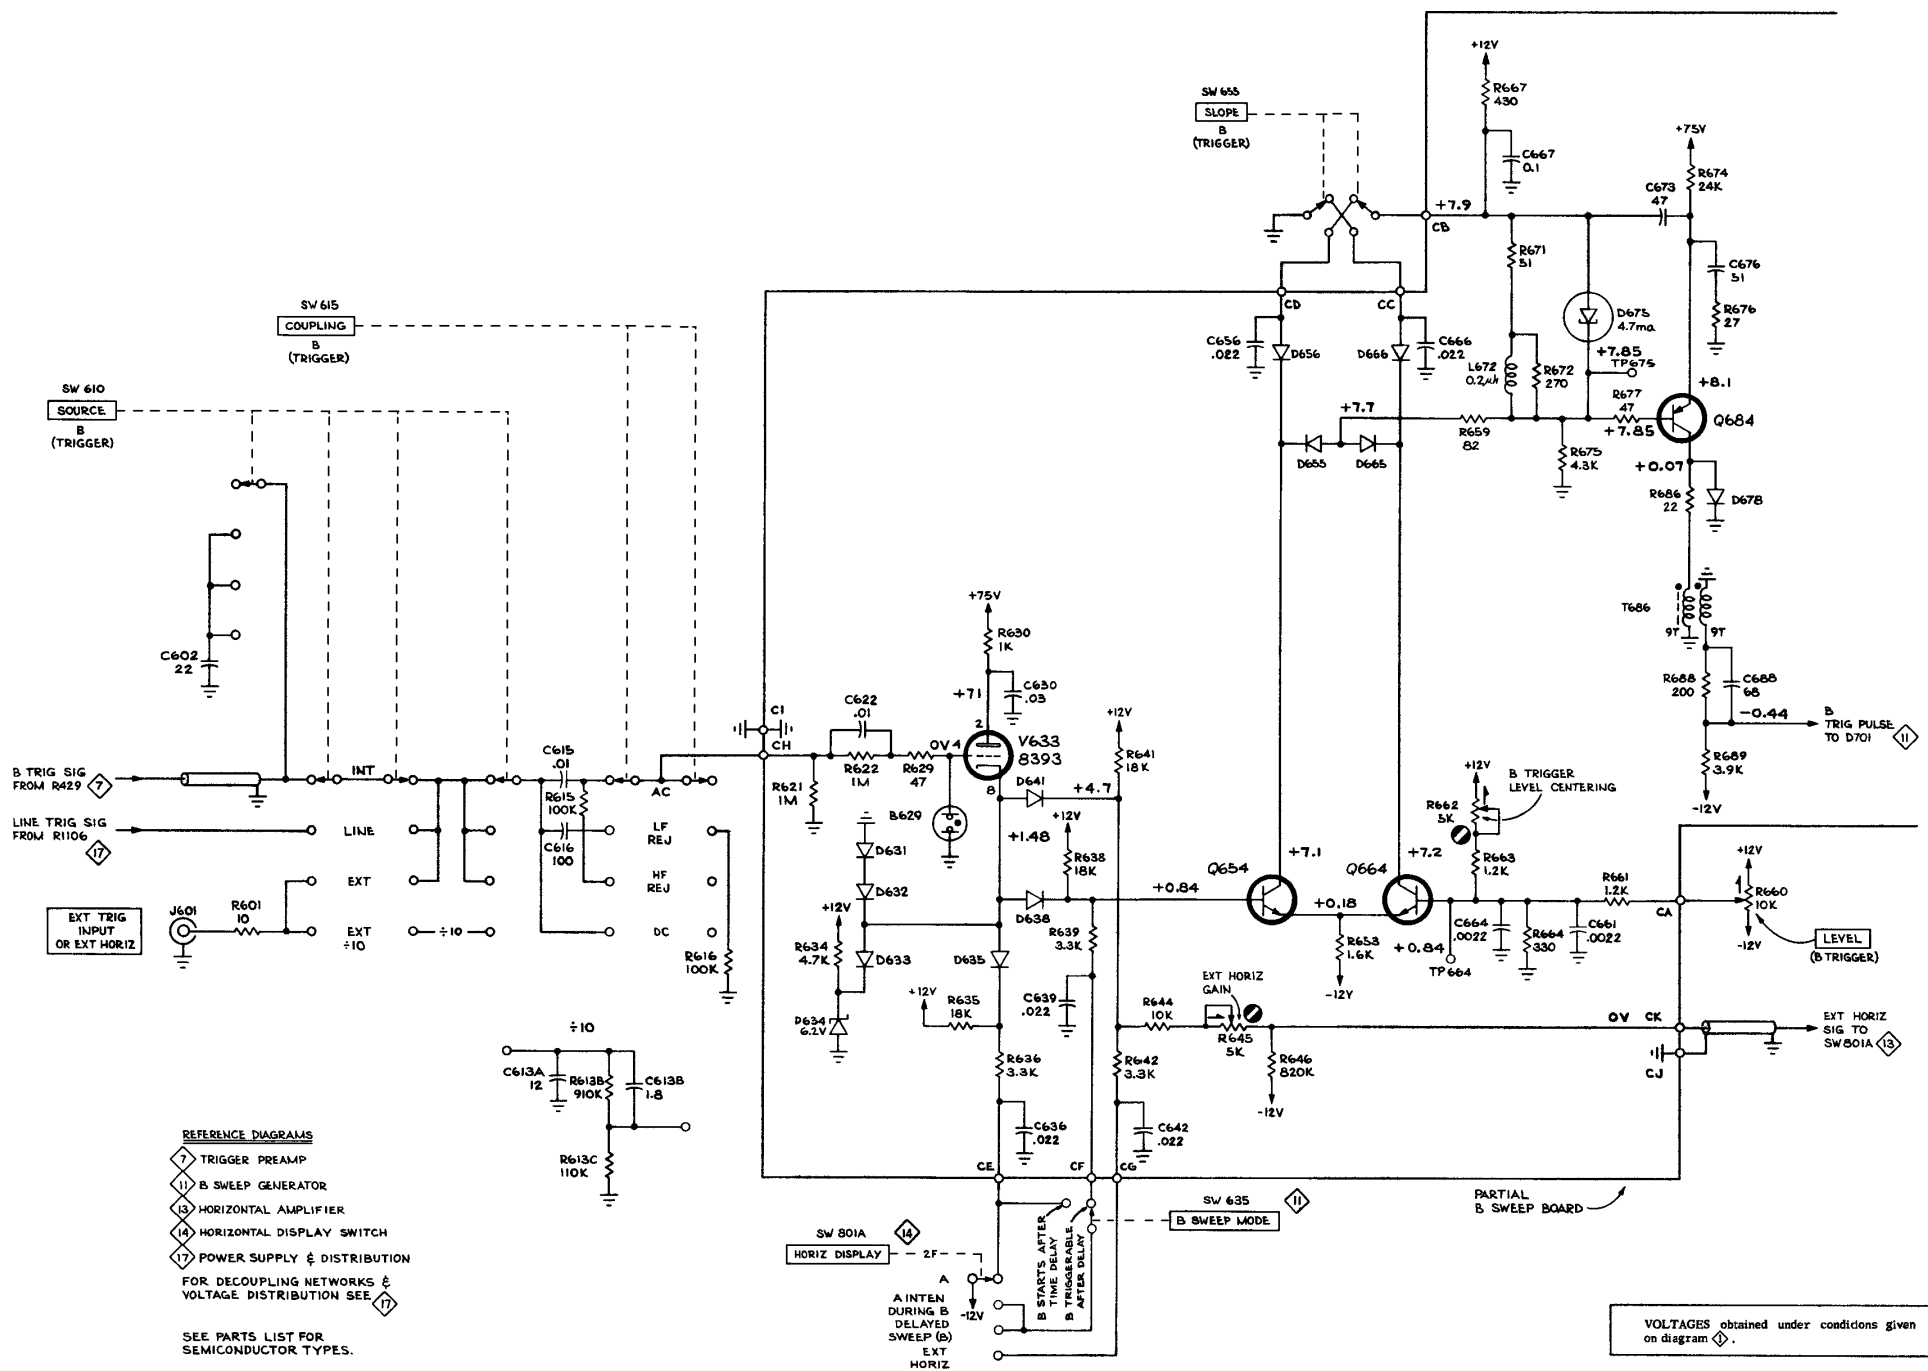 +12V
R667
430
SW 655
SLOPE
B
(TRIGGER)
C667
0.1
+75V
R674
24K
C673
47
+7.9
CB
R671
51
C676
51
R676
27
D675
4.7ma
+7.85
TP675
CD
CC
C656
.022
D656
D666
C666
.022
L672
0.2µh
R672
270
+8.1
R677
47
+7.85
Q684
+7.7
R659
82
D655
D665
R675
4.3K
+0.07
R686
22
D678
T686
9T
9T
R688
200
C688
68
-0.44
B
TRIG PULSE
TO D701
11
R689
3.9K
-12V
SW 615
COUPLING
B
(TRIGGER)
SW 610
SOURCE
B
(TRIGGER)
C602
22
+75V
R630
1K
+71
C630
.03
2
C1
CH
C622
.01
R622
1M
R629
47
0V
4
V633
8393
8
R621
1M
B629
D641
+4.7
+12V
R641
18K
+1.48
+12V
R638
18K
B TRIG SIG
FROM R429
7
INT
C615
.01
R615
100K
AC
LINE TRIG SIG
FROM R1106
17
LINE
C616
100
LF
REJ
EXT
HF
REJ
EXT TRIG
INPUT
OR EXT HORIZ
J601
R601
10
EXT
÷10
÷10
DC
R616
100K
D631
D632
+12V
R634
4.7K
D633
D634
6.2V
D638
D635
+0.84
R639
3.3K
+12V
R635
18K
C639
.022
R636
3.3K
R642
3.3K
C636
.022
C642
.022
Q654
+7.1
Q664
+7.2
+0.18
R653
1.6K
-12V
+12V
R662
5K
B TRIGGER
LEVEL CENTERING
R663
1.2K
R661
1.2K
CA
+12V
R660
10K
-12V
LEVEL
(B TRIGGER)
+0.84
TP664
C664
.0022
R664
330
C661
.0022
EXT HORIZ
GAIN
R644
10K
R645
5K
R646
820K
-12V
0V
CK
CJ
EXT HORIZ
SIG TO
SW801A
13
÷10
C613A
12
R613B
910K
C613B
1.8
R613C
110K
CE
CF
CG
PARTIAL
B SWEEP BOARD
SW 635
11
B SWEEP MODE
B STARTS AFTER
TIME DELAY
B TRIGGERABLE
AFTER DELAY
SW 801A
14
HORIZ DISPLAY
2F
A
-12V
A INTEN
DURING B
DELAYED
SWEEP (B)
EXT
HORIZ
REFERENCE DIAGRAMS
7 TRIGGER PREAMP
11 B SWEEP GENERATOR
13 HORIZONTAL AMPLIFIER
14 HORIZONTAL DISPLAY SWITCH
17 POWER SUPPLY & DISTRIBUTION
FOR DECOUPLING NETWORKS &
VOLTAGE DISTRIBUTION SEE 17
SEE PARTS LIST FOR
SEMICONDUCTOR TYPES.
VOLTAGES obtained under conditions given
on diagram 1.